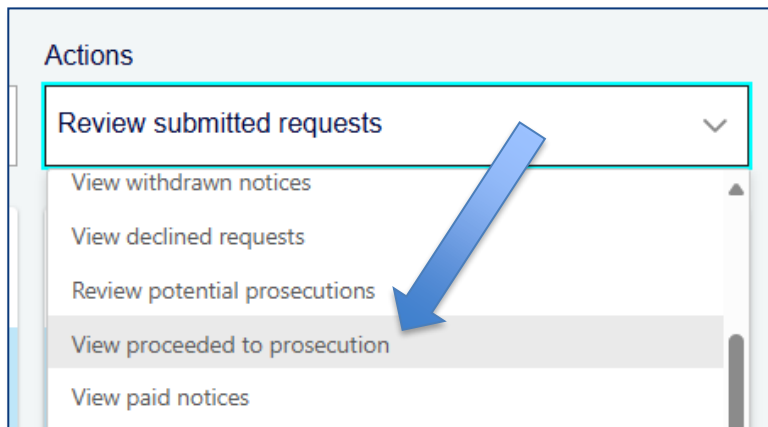 Actions
Review submitted requests
View withdrawn notices
View declined requests
Review potential prosecutions
View proceeded to prosecution
View paid notices